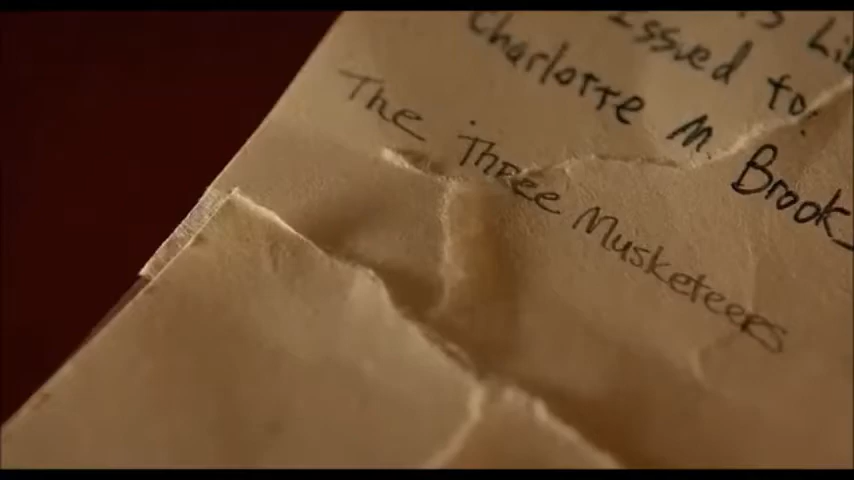 Issued to:
Charlotte M. Brook
The Three Musketeers